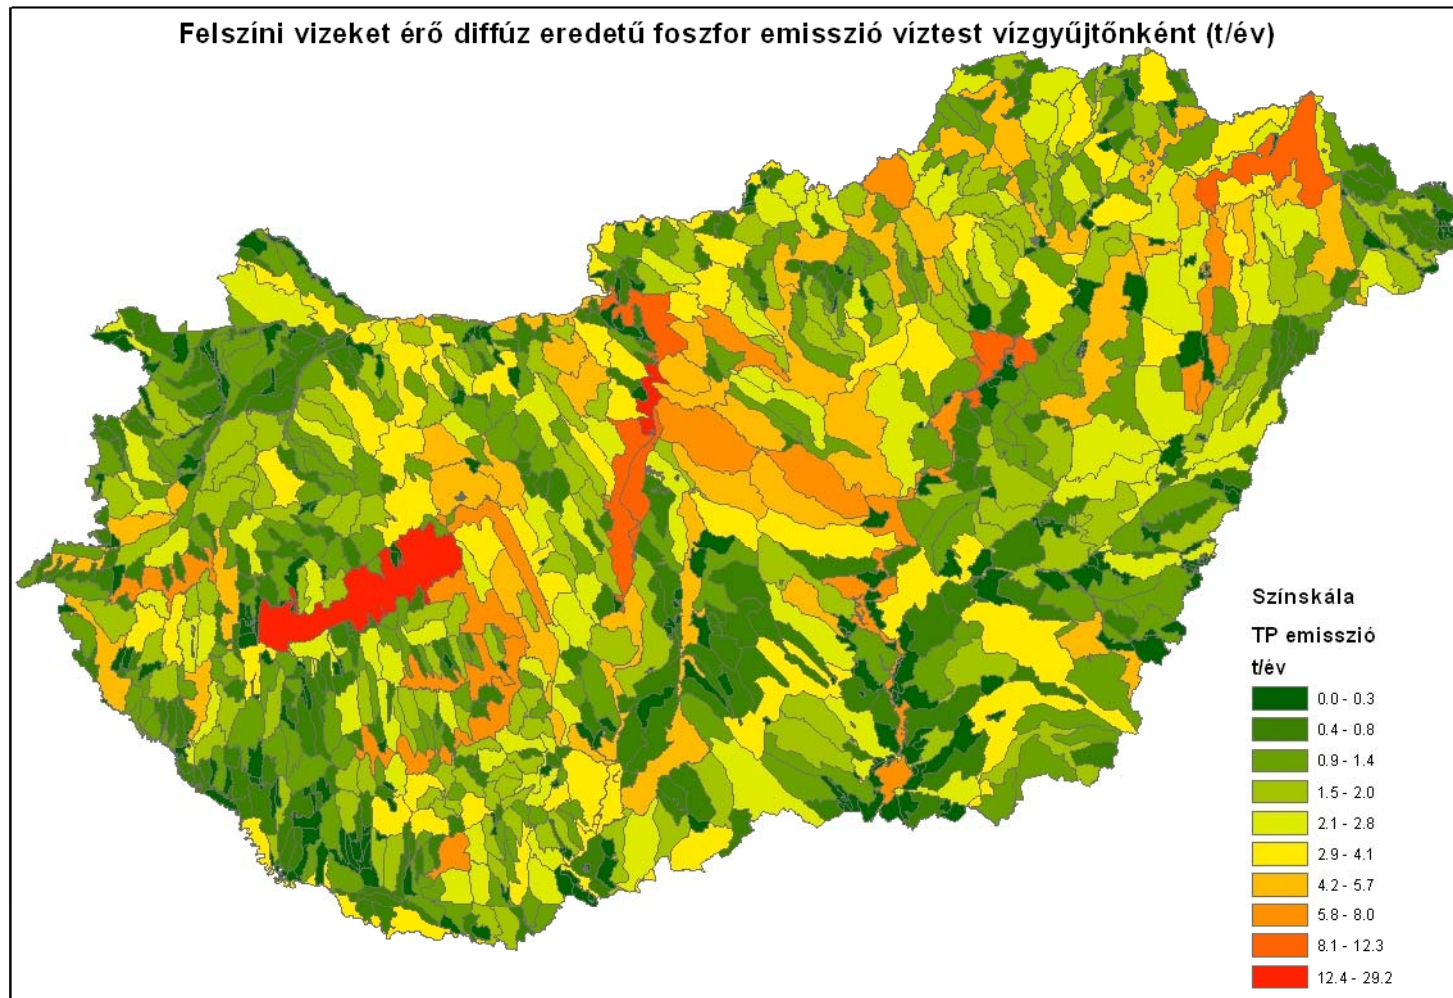 Felszíni vizeket érő diffúz eredetű foszfor emisszió víztest vízgyűjtőnként (t/év)
Színskála
TP emisszió
t/év
0.0 - 0.3
0.4 - 0.8
0.9 - 1.4
1.5 - 2.0
2.1 - 2.8
2.9 - 4.1
4.2 - 5.7
5.8 - 8.0
8.1 - 12.3
12.4 - 29.2